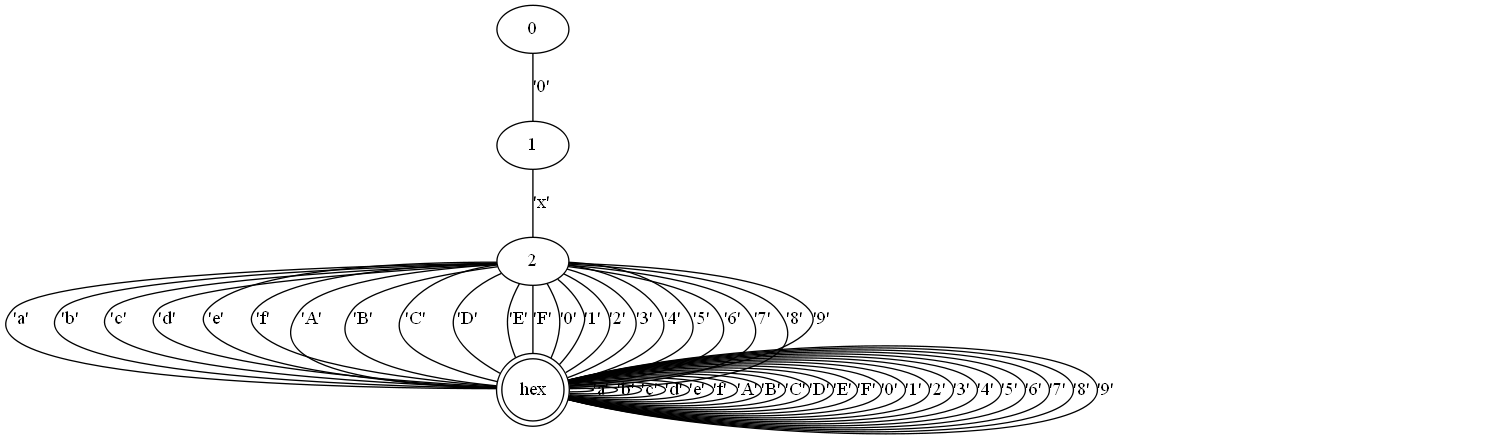 0
'0'
1
'x'
2
'a' 'b' 'c' 'd' 'e' 'f' 'A' 'B' 'C' 'D' 'E' 'F' '0' '1' '2' '3' '4' '5' '6' '7' '8' '9'
hex 'a' 'b' 'c' 'd' 'e' 'f' 'A' 'B' 'C' 'D' 'E' 'F' '0' '1' '2' '3' '4' '5' '6' '7' '8' '9'